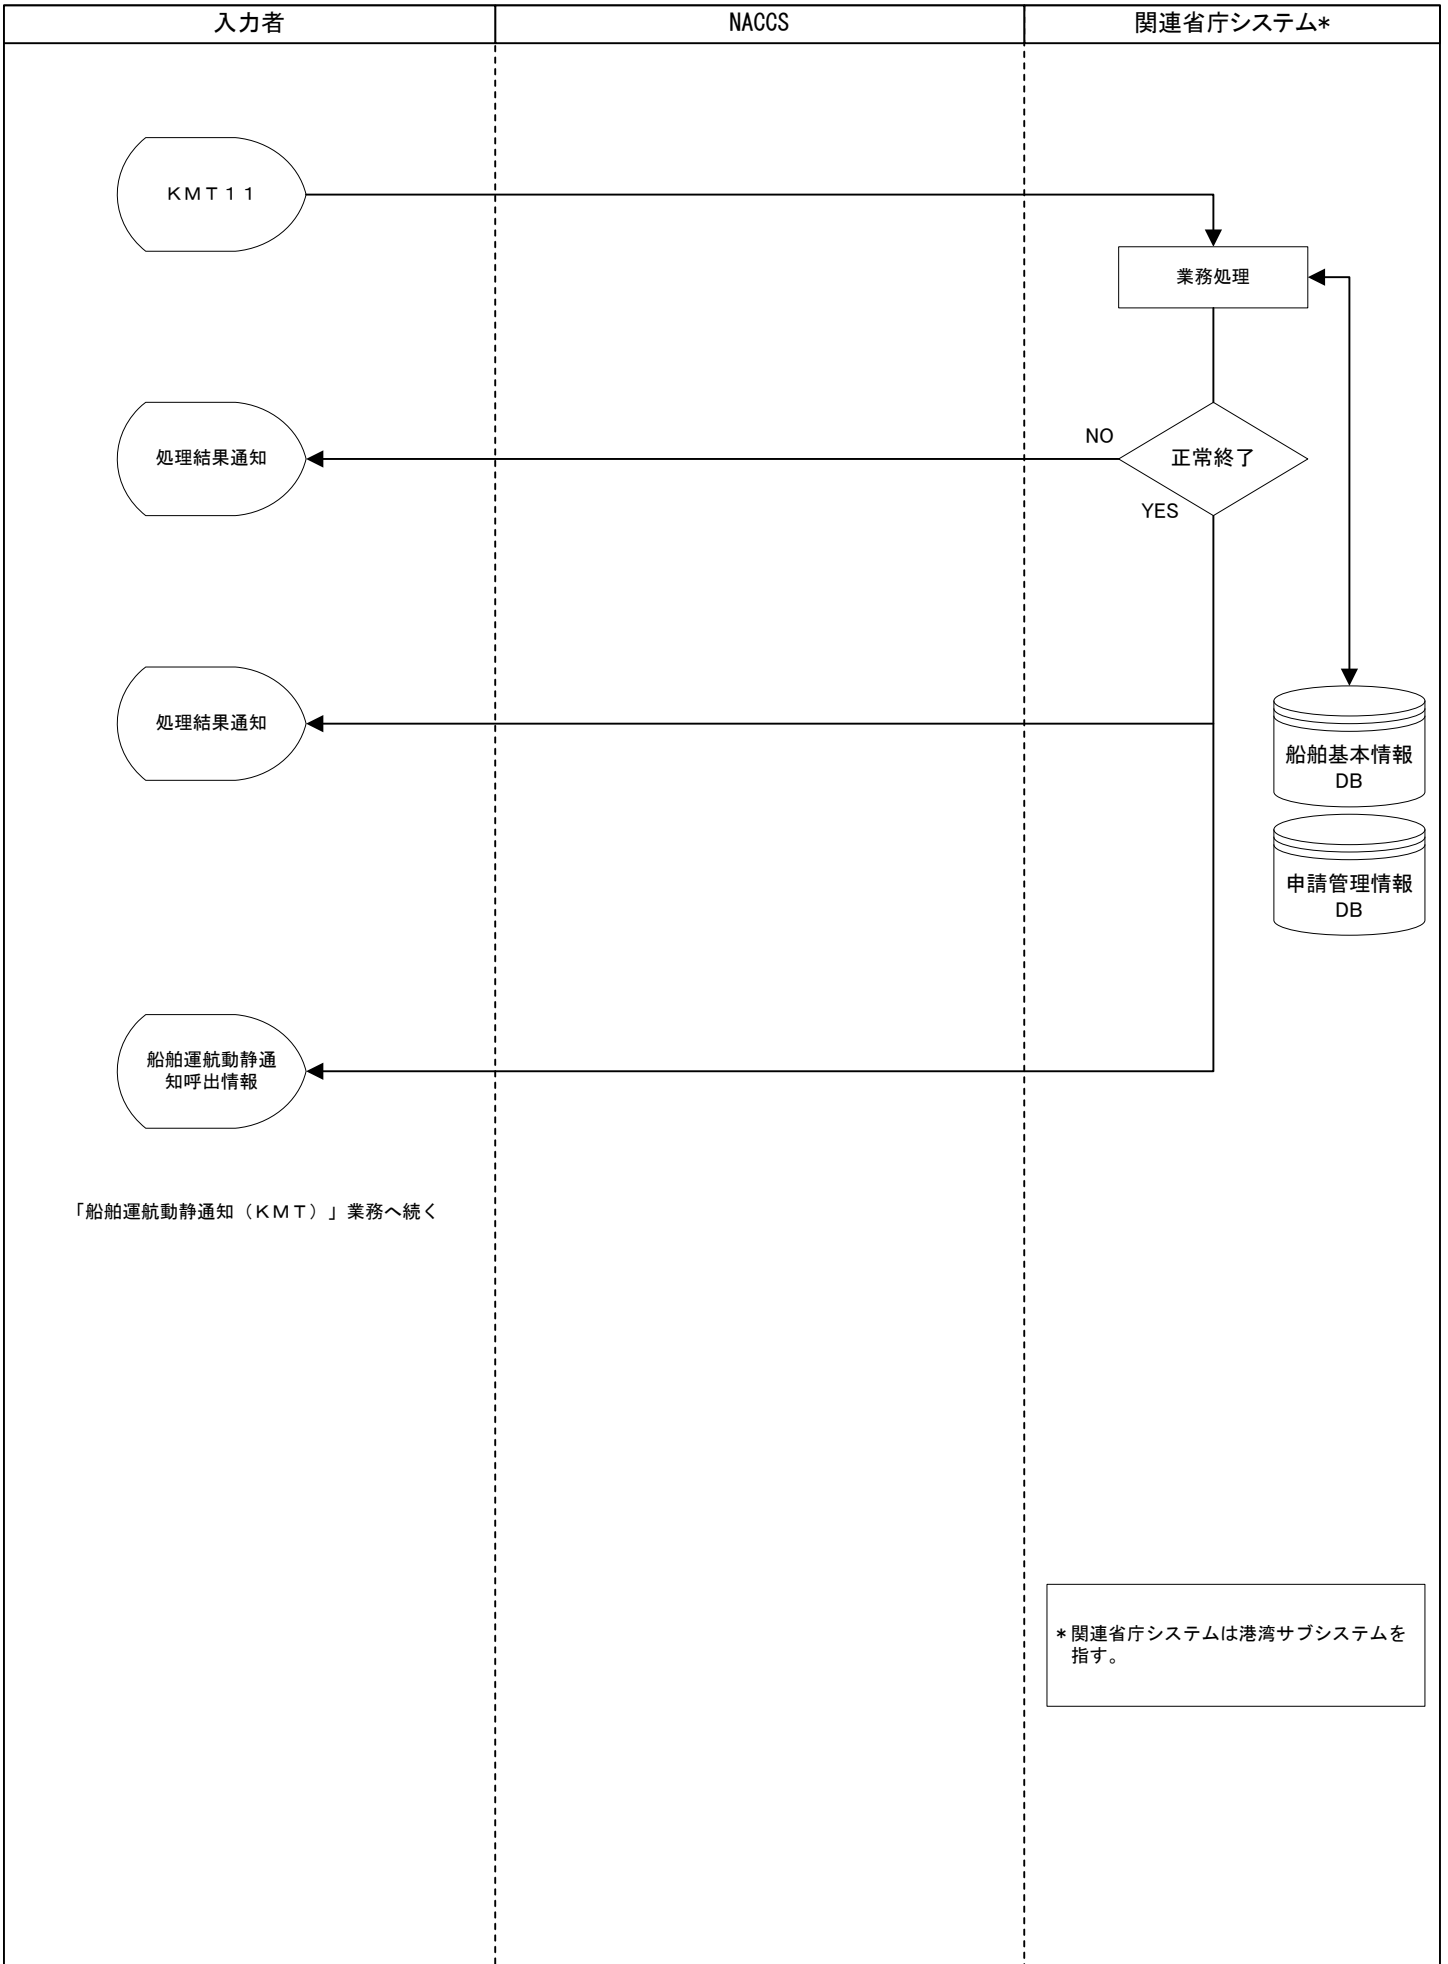 入力者
NACCS
関連省庁システム*
ＫＭＴ１１
業務処理
NO
処理結果通知
正常終了
YES
処理結果通知
船舶基本情報
DB
申請管理情報
DB
船舶運航動静通
知呼出情報
「船舶運航動静通知（ＫＭＴ）」業務へ続く
*関連省庁システムは港湾サブシステムを
指す。